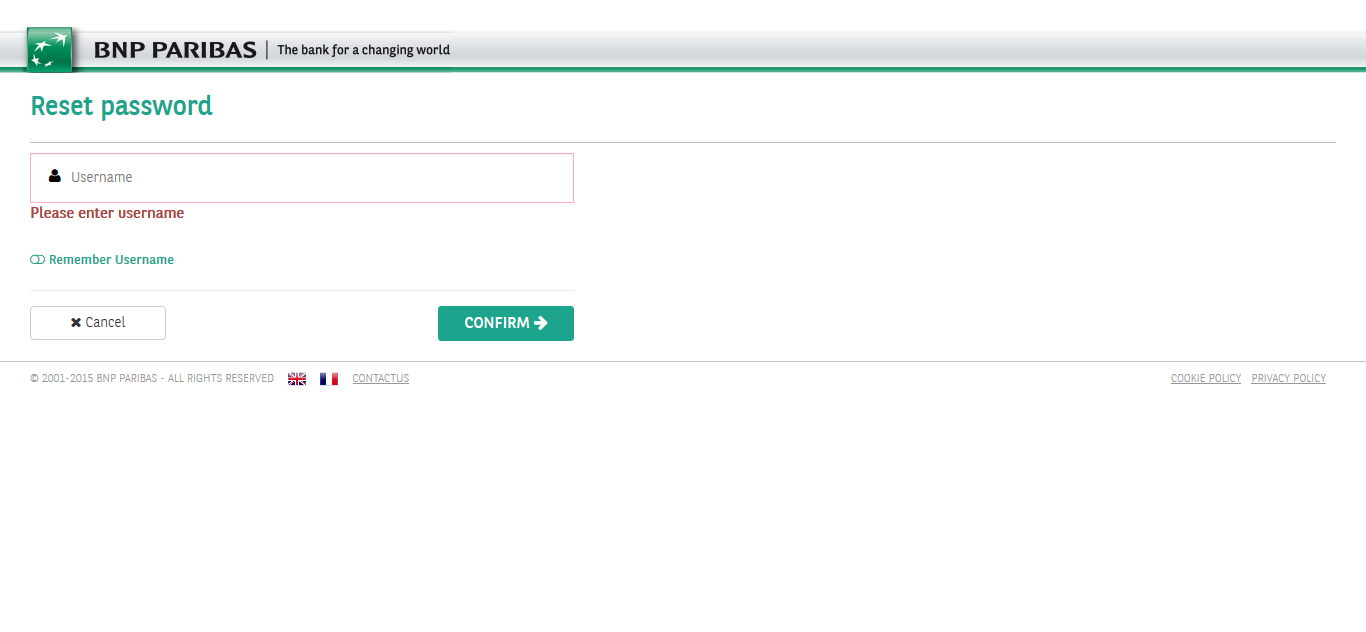 BNP PARIBAS | The bank for a changing world
Reset password
Username
Please enter username
Remember Username
Cancel
CONFIRM
© 2001-2015 BNP PARIBAS - ALL RIGHTS RESERVED CONTACTUS COOKIE POLICY PRIVACY POLICY